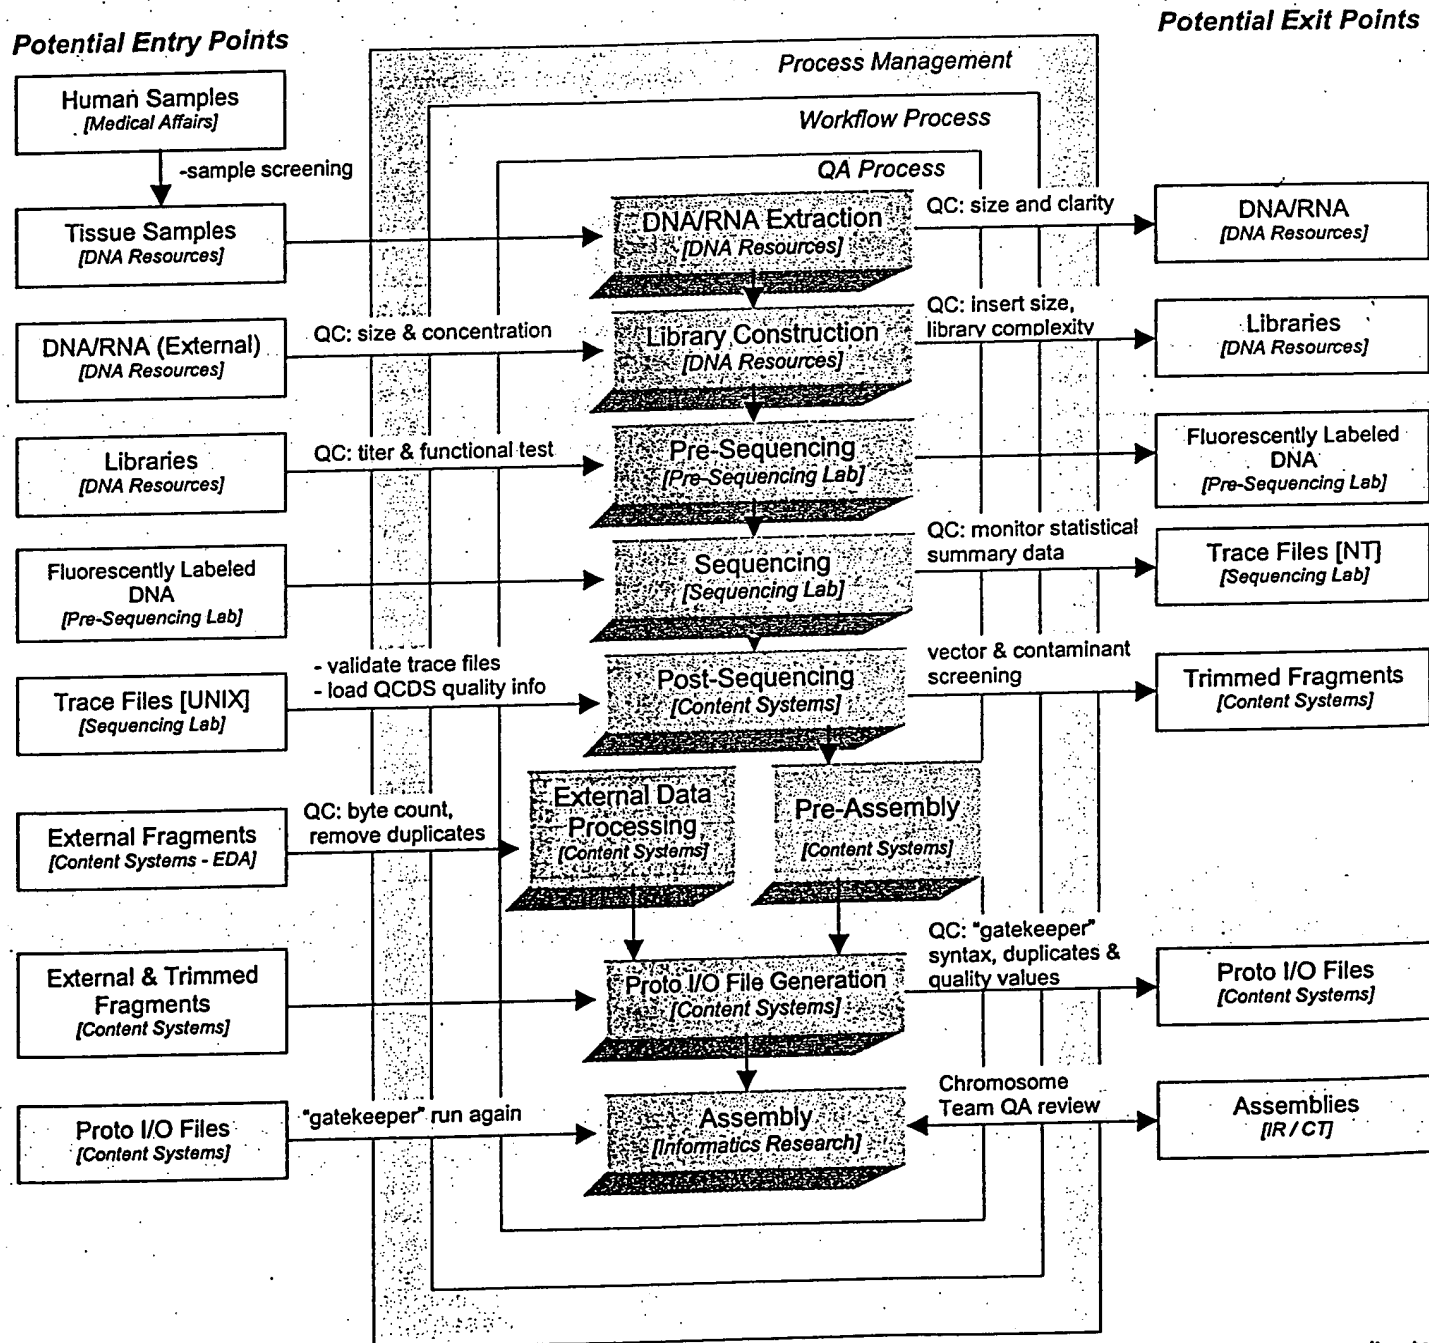 Potential Entry Points
Potential Exit Points
Process Management
Workflow Process
QA Process
Human Samples
[Medical Affairs]
-sample screening
Tissue Samples
[DNA Resources]
DNA/RNA Extraction
[DNA Resources]
QC: size and clarity
DNA/RNA
[DNA Resources]
DNA/RNA (External)
[DNA Resources]
QC: size & concentration
Library Construction
[DNA Resources]
QC: insert size,
library complexity
Libraries
[DNA Resources]
Libraries
[DNA Resources]
QC: titer & functional test
Pre-Sequencing
[Pre-Sequencing Lab]
Fluorescently Labeled
DNA
[Pre-Sequencing Lab]
Fluorescently Labeled
DNA
[Pre-Sequencing Lab]
Sequencing
[Sequencing Lab]
QC: monitor statistical
summary data
Trace Files [NT]
[Sequencing Lab]
Trace Files [UNIX]
[Sequencing Lab]
- validate trace files
- load QCDS quality info
Post-Sequencing
[Content Systems]
vector & contaminant
screening
Trimmed Fragments
[Content Systems]
External Fragments
[Content Systems - EDA]
QC: byte count,
remove duplicates
External Data
Processing
[Content Systems]
Pre-Assembly
[Content Systems]
External & Trimmed
Fragments
[Content Systems]
Proto I/O File Generation
[Content Systems]
QC: "gatekeeper"
syntax, duplicates &
quality values
Proto I/O Files
[Content Systems]
Proto I/O Files
[Content Systems]
"gatekeeper" run again
Assembly
[Informatics Research]
Chromosome
Team QA review
Assemblies
[IR / CT]